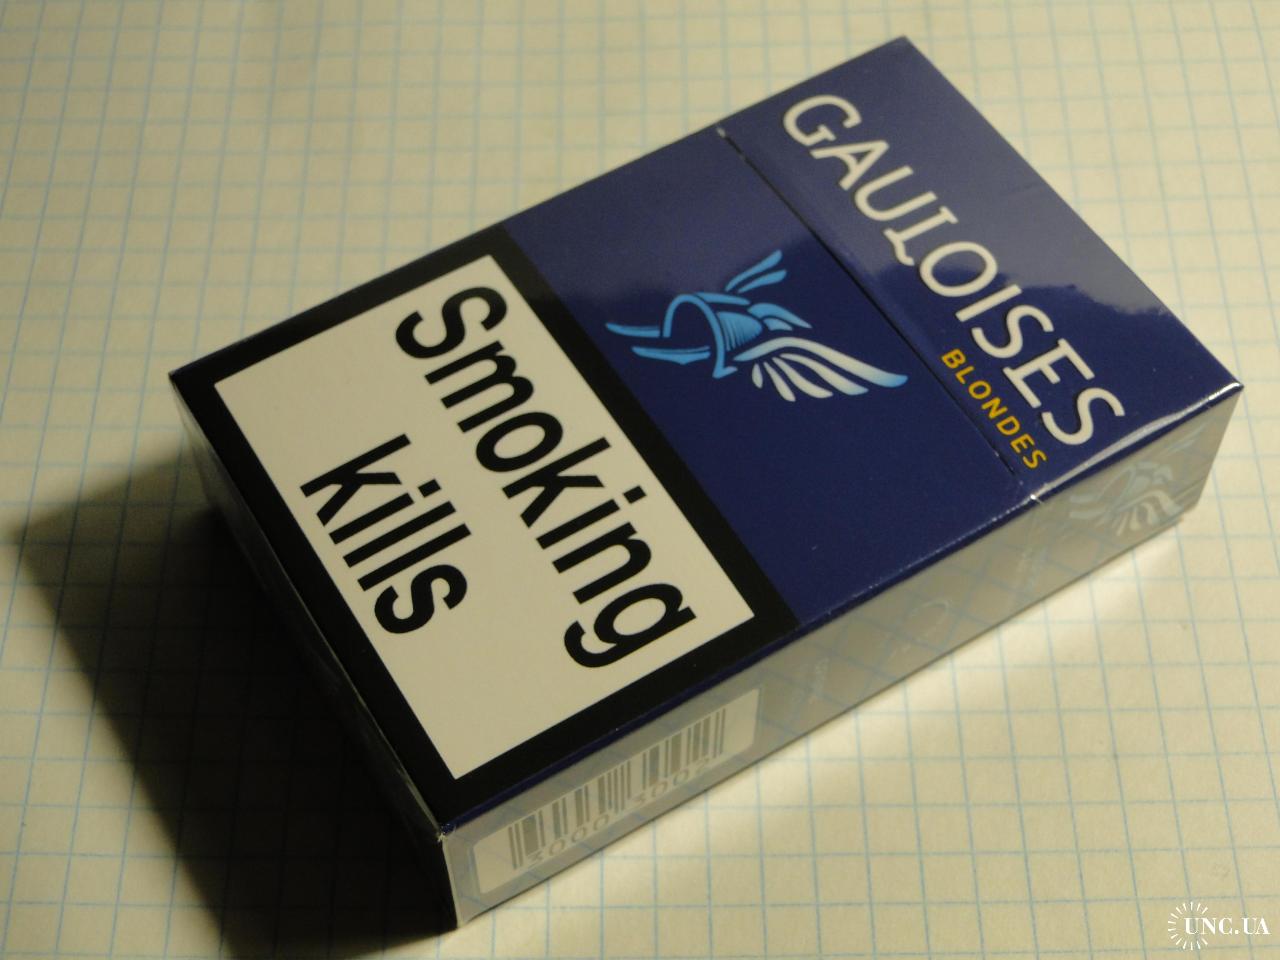 GAULOISES
BLONDES
Smoking
kills
UNC.UA